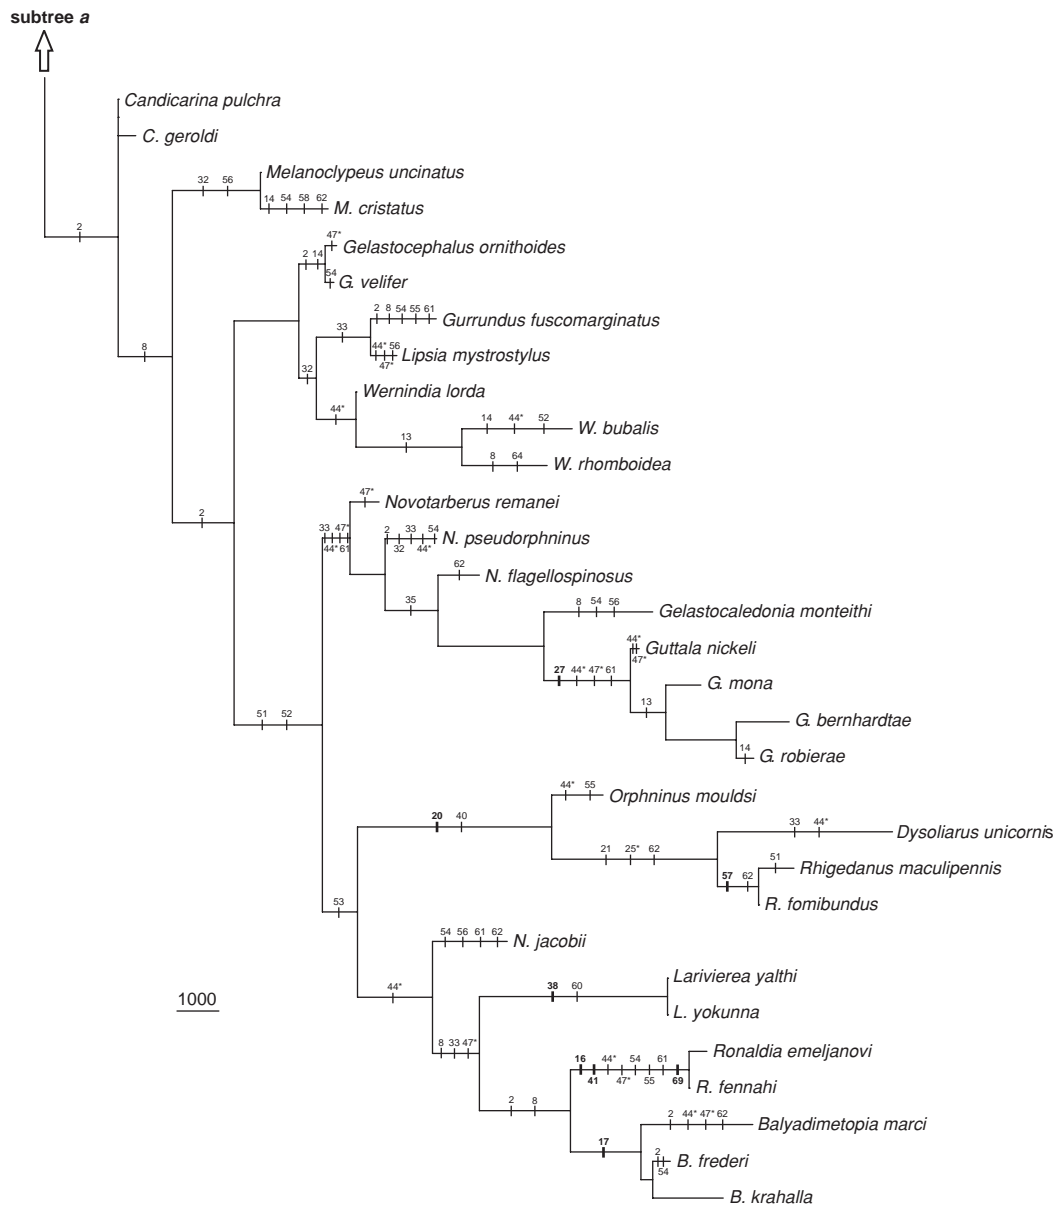 subtree a
Candicarina pulchra
C. geroldi
Melanoclypeus uncinatus
32 56
14 54 58 62
M. cristatus
2
47*
Gelastocephalus ornithoides
2 14
54
G. velifer
2 8 54 55 61
Gurrundus fuscomarginatus
33
44* 56
Lipsia mystrostylus
47*
8
32
Wernindia lorda
44*
14 44* 52
W. bubalis
13
8 64
W. rhomboidea
47*
Novotarberus remanei
2
33 47*
44* 61
2 33 54
N. pseudorphninus
32 44*
62
N. flagellospinosus
35
8 54 56
Gelastocaledonia monteithi
44*
Guttala nickeli
47*
27 44* 47* 61
G. mona
13
51 52
G. bernhardtae
14
G. robierae
44* 55
Orphninus mouldsi
20 40
33 44*
Dysoliarus unicornis
21 25* 62
51
Rhigedanus maculipennis
57 62
53
R. fomibundus
54 56 61 62
N. jacobii
44*
Larivierea yalthi
38 60
1000
L. yokunna
8 33 47*
Ronaldia emeljanovi
16 44* 54 61
41 47* 55 69
R. fennahi
2 8
2 44* 47* 62
Balyadimetopia marci
17
2
B. frederi
54
B. krahalla